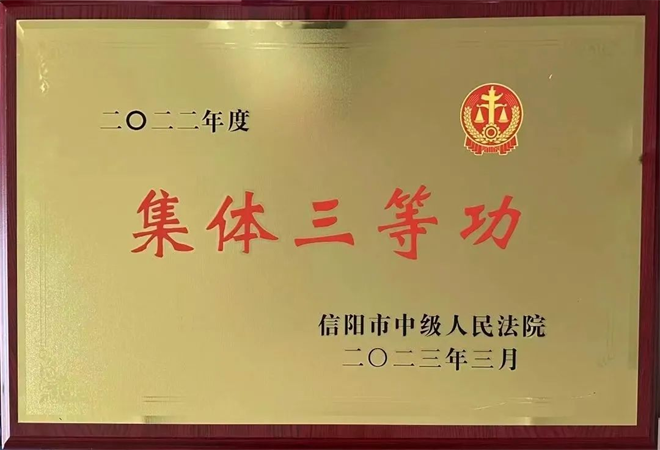 二〇二二年度
集体三等功
信阳市中级人民法院
二〇二三年三月